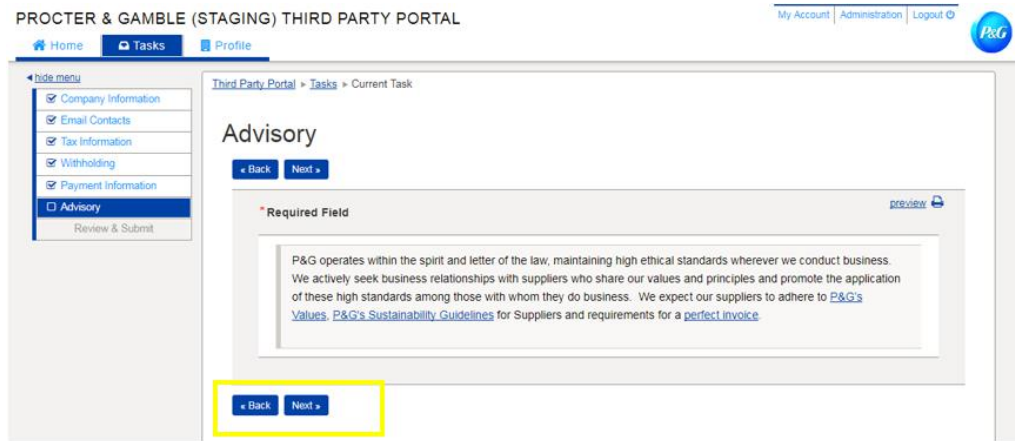 PROCTER & GAMBLE (STAGING) THIRD PARTY PORTAL
My Account Administration Logout
P&G
Home Tasks Profile
hide menu
Company Information
Email Contacts
Tax Information
Withholding
Payment Information
Advisory
Review & Submit
Third Party Portal » Tasks » Current Task
Advisory
« Back Next »
* Required Field
preview
P&G operates within the spirit and letter of the law, maintaining high ethical standards wherever we conduct business.
We actively seek business relationships with suppliers who share our values and principles and promote the application
of these high standards among those with whom they do business. We expect our suppliers to adhere to P&G's
Values, P&G's Sustainability Guidelines for Suppliers and requirements for a perfect invoice.
« Back Next »